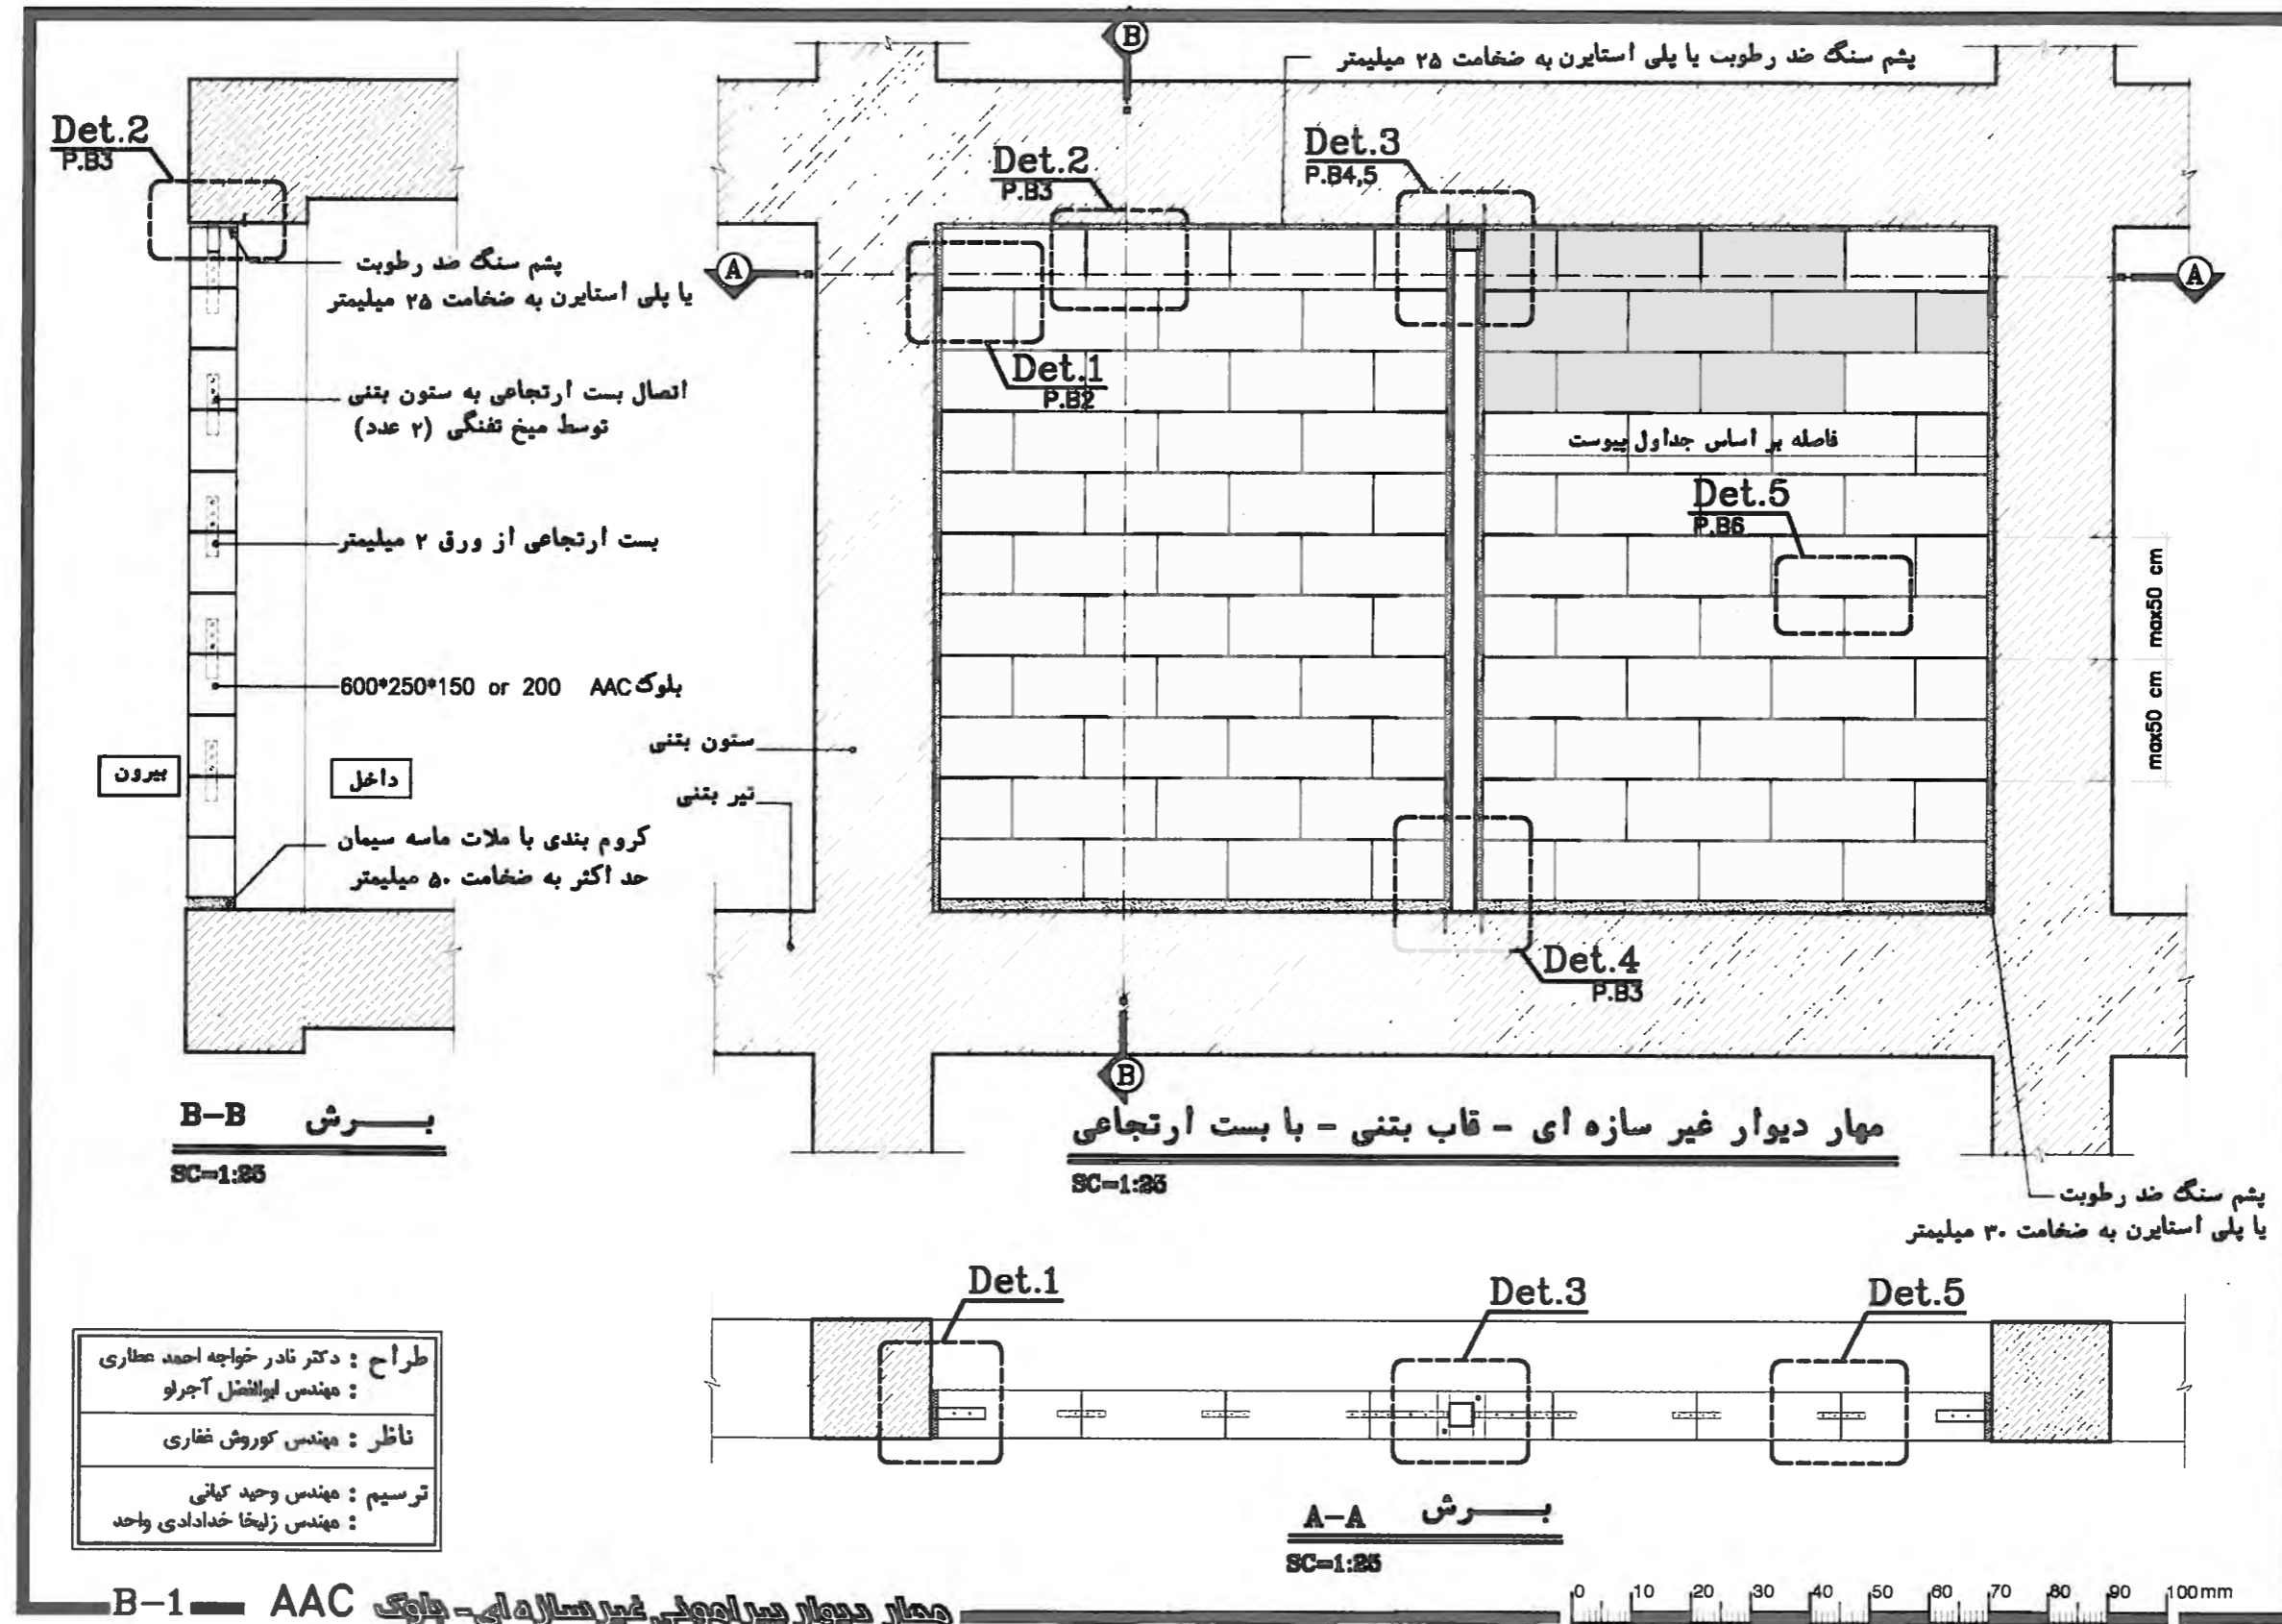 B
پشم سنگ ضد رطوبت یا پلی استایرن به ضخامت ۲۵ میلیمتر
Det.2
P.B3
Det.2
P.B3
Det.3
P.B4,5
A
A
پشم سنگ ضد رطوبت
یا پلی استایرن به ضخامت ۲۵ میلیمتر
Det.1
P.B2
اتصال بست ارتجاعی به ستون بتنی
توسط میخ تفنگی (۲ عدد)
فاصله بر اساس جداول پیوست
Det.5
P.B6
بست ارتجاعی از ورق ۲ میلیمتر
max50 cm
max50 cm
بلوک AAC 600*250*150 or 200
ستون بتنی
بیرون
داخل
تیر بتنی
کروم بندی با ملات ماسه سیمان
حد اکثر به ضخامت ۵۰ میلیمتر
Det.4
P.B3
B
برش B-B
SC=1:25
مهار دیوار غیر سازه ای - قاب بتنی - با بست ارتجاعی
SC=1:25
پشم سنگ ضد رطوبت
یا پلی استایرن به ضخامت ۳۰ میلیمتر
Det.1
Det.3
Det.5
طراح : دکتر نادر خواجه احمد عطاری
: مهندس ابوالفضل آجرلو
ناظر : مهندس کوروش غفاری
ترسیم : مهندس وحید کیانی
: مهندس زلیخا خدادادی واحد
برش A-A
SC=1:25
B-1
مهار دیوار پیرامونی غیرسازه ای - بلوک AAC
0 10 20 30 40 50 60 70 80 90 100mm